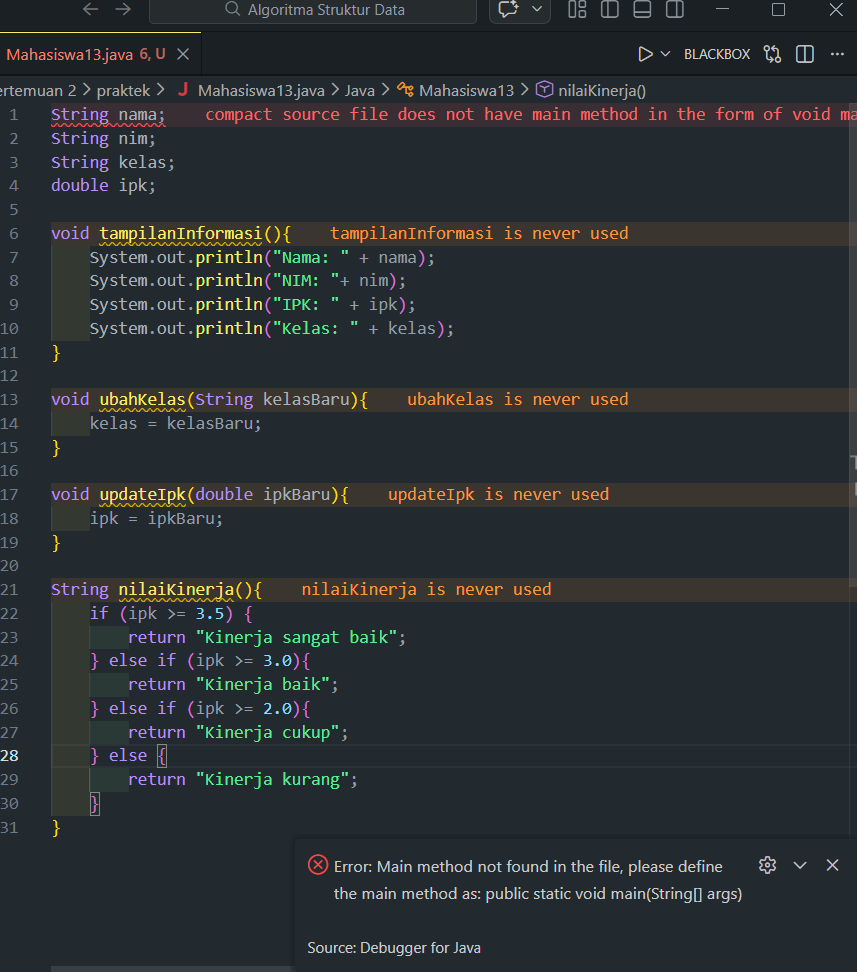 Algoritma Struktur Data
Mahasiswa13.java 6, U
BLACKBOX
ertemuan 2 > praktek > J Mahasiswa13.java > Java > Mahasiswa13 > nilaiKinerja()
1 String nama; compact source file does not have main method in the form of void ma
2 String nim;
3 String kelas;
4 double ipk;
5
6 void tampilanInformasi(){ tampilanInformasi is never used
7 System.out.println("Nama: " + nama);
8 System.out.println("NIM: "+ nim);
9 System.out.println("IPK: " + ipk);
10 System.out.println("Kelas: " + kelas);
11 }
12
13 void ubahKelas(String kelasBaru){ ubahKelas is never used
14 kelas = kelasBaru;
15 }
16
17 void updateIpk(double ipkBaru){ updateIpk is never used
18 ipk = ipkBaru;
19 }
20
21 String nilaiKinerja(){ nilaiKinerja is never used
22 if (ipk >= 3.5) {
23 return "Kinerja sangat baik";
24 } else if (ipk >= 3.0){
25 return "Kinerja baik";
26 } else if (ipk >= 2.0){
27 return "Kinerja cukup";
28 } else {
29 return "Kinerja kurang";
30 }
31 }
Error: Main method not found in the file, please define
the main method as: public static void main(String[] args)
Source: Debugger for Java